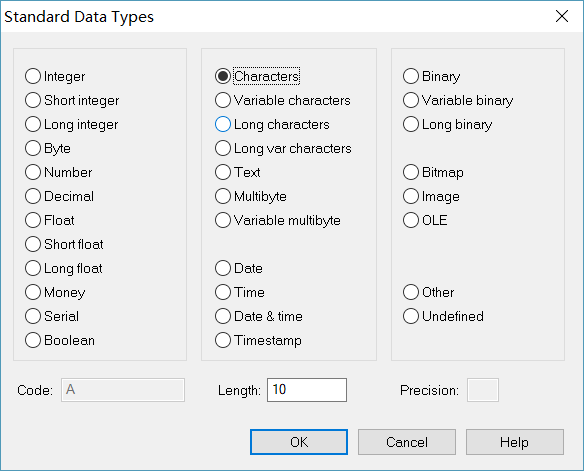 Standard Data Types
Integer
Short integer
Long integer
Byte
Number
Decimal
Float
Short float
Long float
Money
Serial
Boolean
Characters
Variable characters
Long characters
Long var characters
Text
Multibyte
Variable multibyte
Date
Time
Date & time
Timestamp
Binary
Variable binary
Long binary
Bitmap
Image
OLE
Other
Undefined
Code: A
Length: 10
Precision:
OK
Cancel
Help